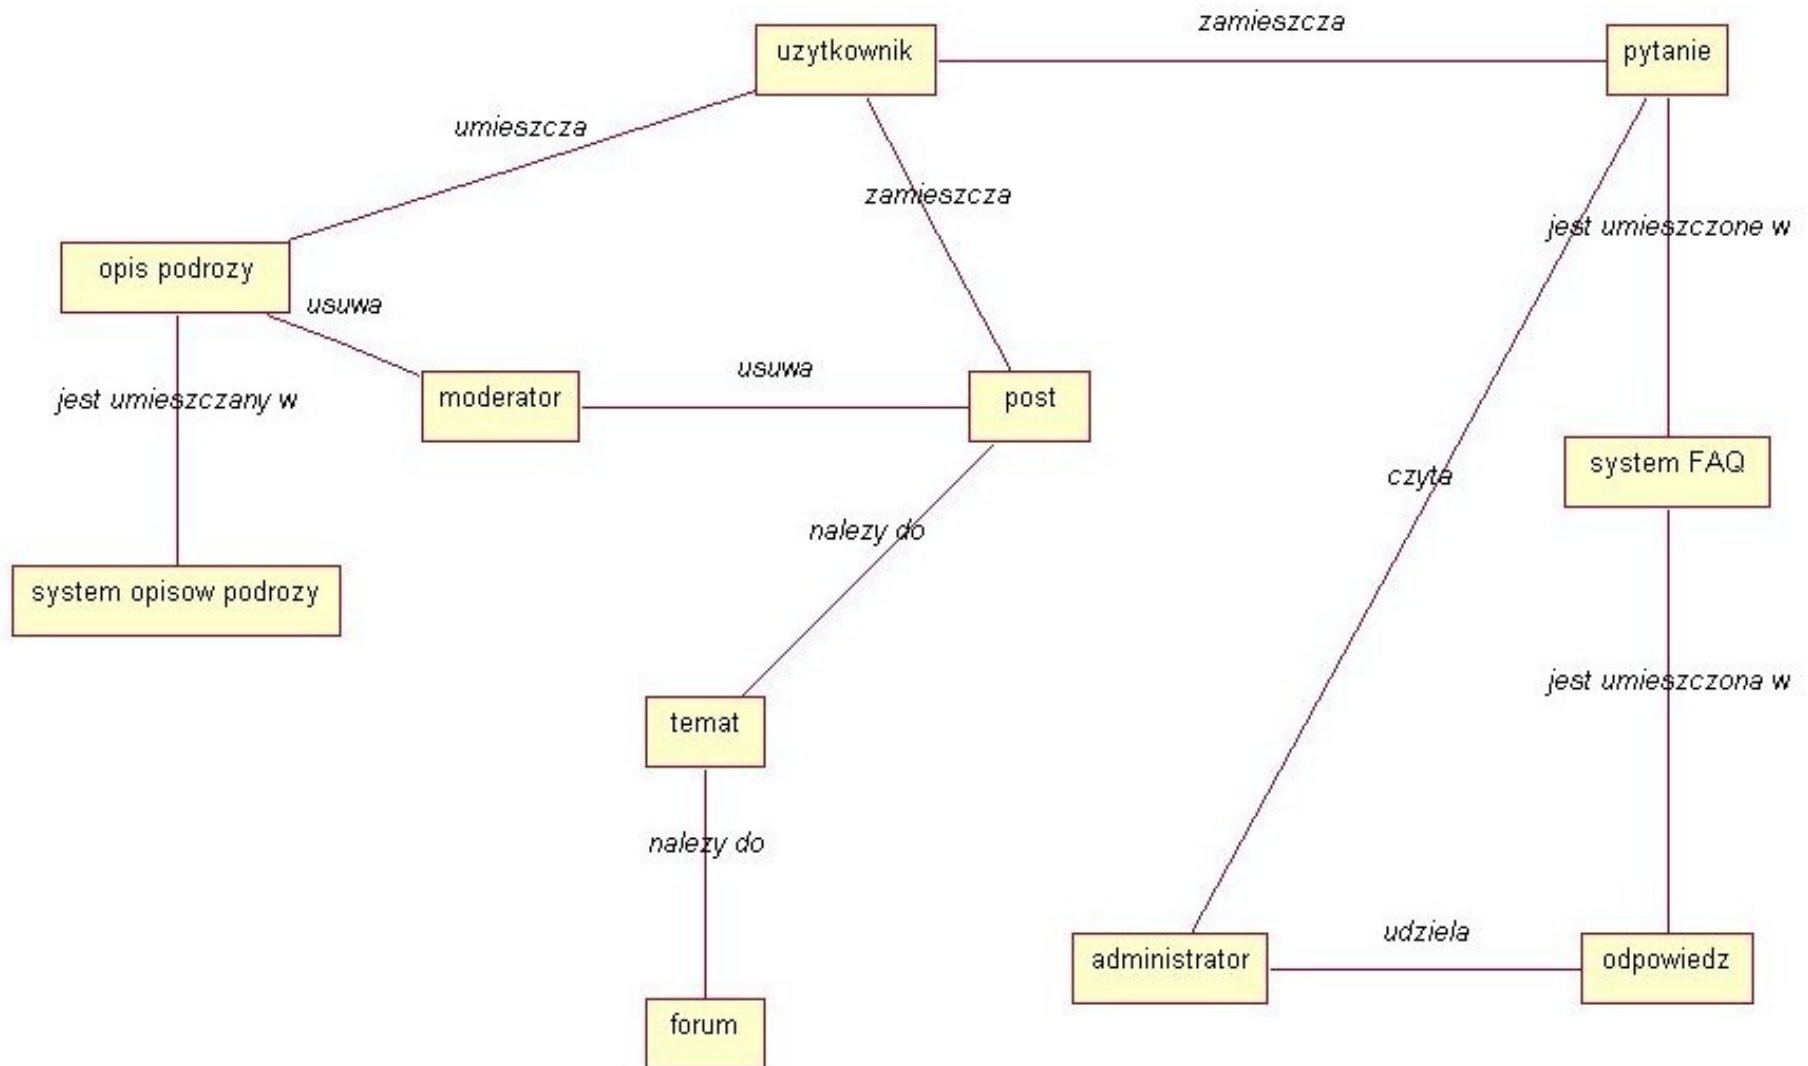 zamieszcza
uzytkownik
pytanie
umieszcza
zamieszcza
jest umieszczone w
opis podrozy
usuwa
usuwa
jest umieszczany w
moderator
post
system FAQ
czyta
nalezy do
system opisow podrozy
jest umieszczona w
temat
nalezy do
udziela
administrator
odpowiedz
forum